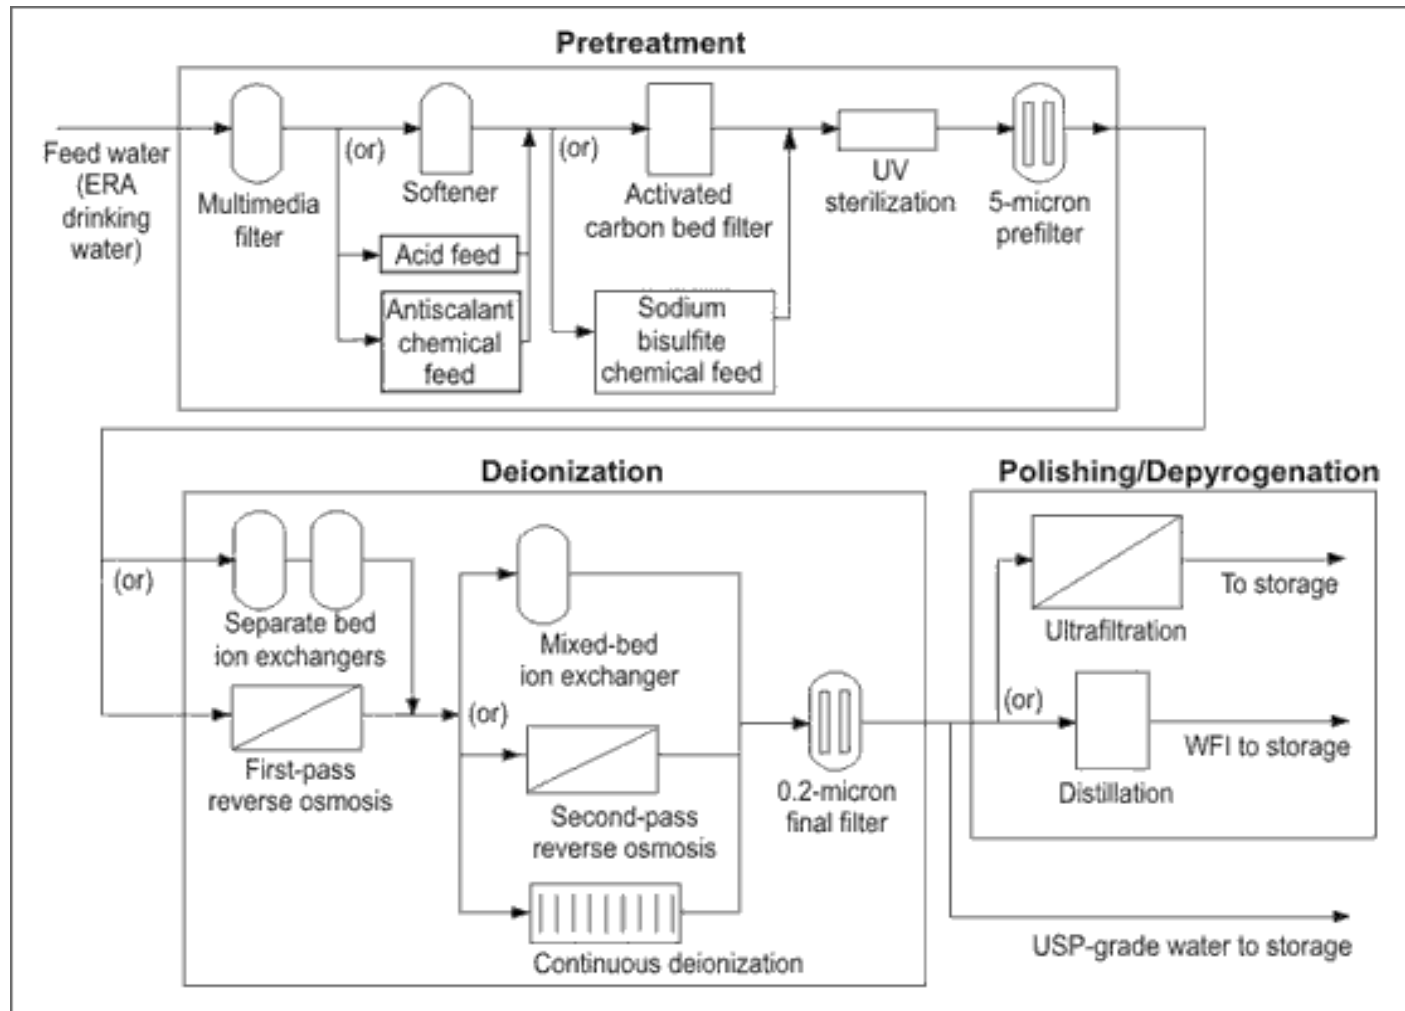 Pretreatment
Feed water
(ERA
drinking
water)
Multimedia
filter
(or)
Softener
Acid feed
Antiscalant
chemical
feed
(or)
Activated
carbon bed filter
Sodium
bisulfite
chemical feed
UV
sterilization
5-micron
prefilter
Deionization
(or)
Separate bed
ion exchangers
First-pass
reverse osmosis
(or)
Mixed-bed
ion exchanger
Second-pass
reverse osmosis
Continuous deionization
0.2-micron
final filter
Polishing/Depyrogenation
(or)
Ultrafiltration
To storage
Distillation
WFI to storage
USP-grade water to storage